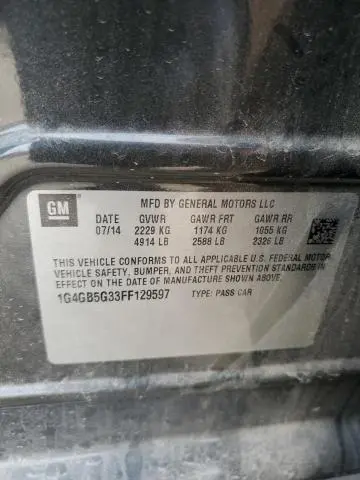 GM
MFD BY GENERAL MOTORS LLC
07/14 GVWR GAWR FRT GAWR RR
2229 KG 1174 KG 1055 KG
4914 LB 2588 LB 2326 LB
THIS VEHICLE CONFORMS TO ALL APPLICABLE U.S. FEDERAL MOTOR
VEHICLE SAFETY, BUMPER, AND THEFT PREVENTION STANDARDS IN
EFFECT ON THE DATE OF MANUFACTURE SHOWN ABOVE.
1G4GB5G33FF129597 TYPE: PASS CAR